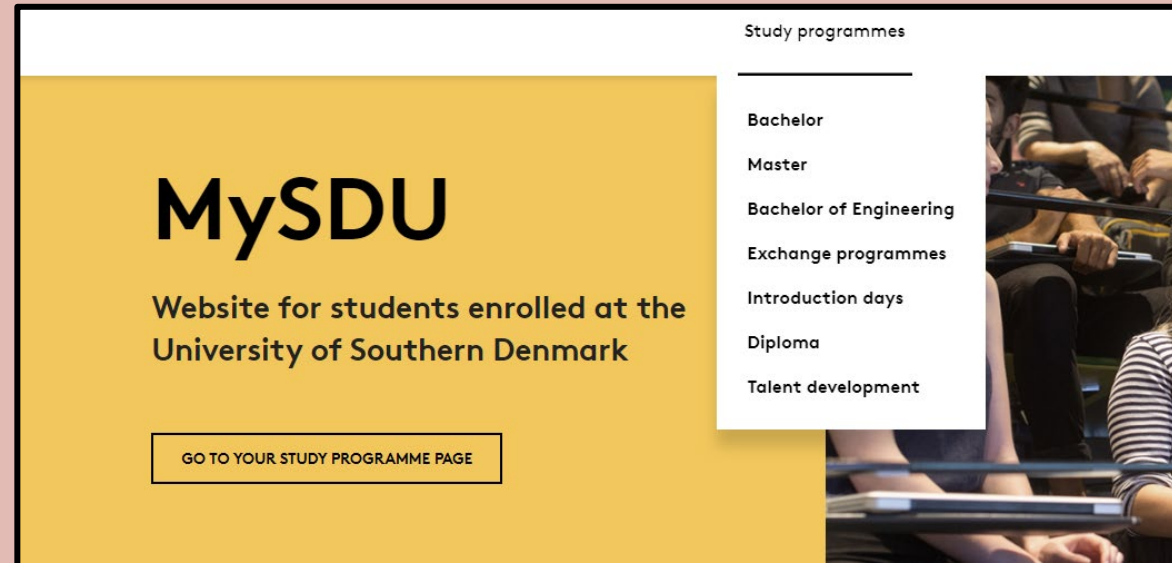 Study programmes
Bachelor
Master
Bachelor of Engineering
Exchange programmes
Introduction days
Diploma
Talent development
MySDU
Website for students enrolled at the
University of Southern Denmark
GO TO YOUR STUDY PROGRAMME PAGE